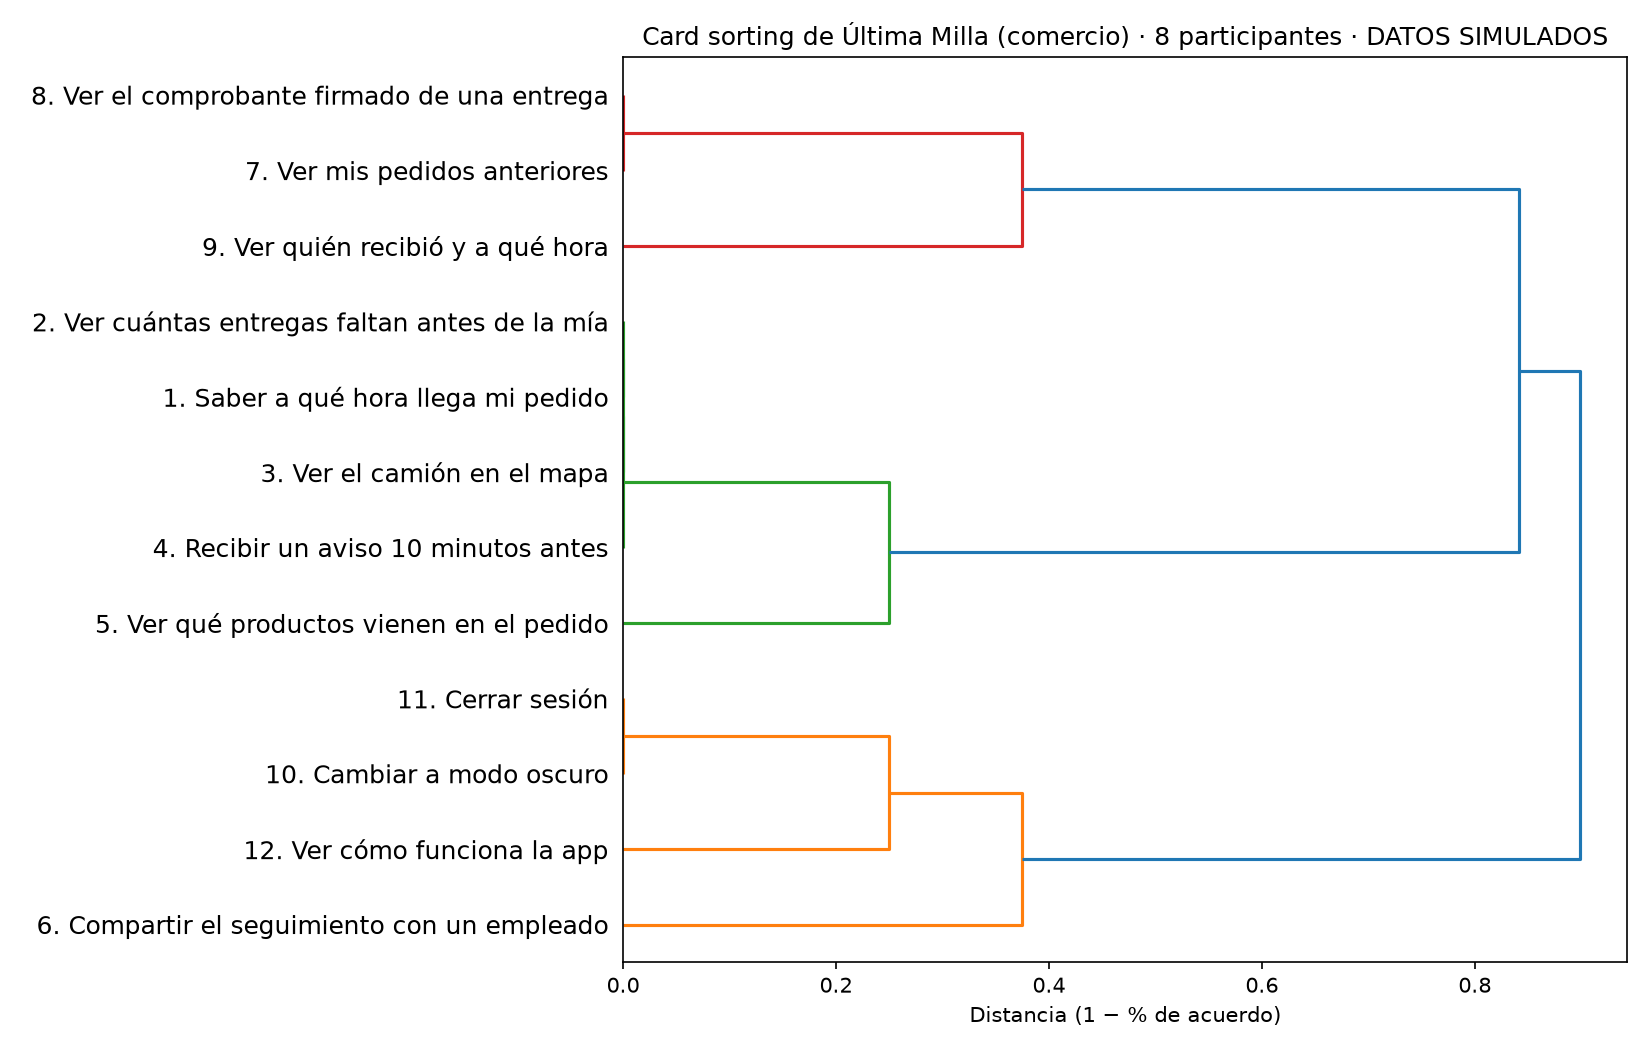 Card sorting de Última Milla (comercio) · 8 participantes · DATOS SIMULADOS
8. Ver el comprobante firmado de una entrega
7. Ver mis pedidos anteriores
9. Ver quién recibió y a qué hora
2. Ver cuántas entregas faltan antes de la mía
1. Saber a qué hora llega mi pedido
3. Ver el camión en el mapa
4. Recibir un aviso 10 minutos antes
5. Ver qué productos vienen en el pedido
11. Cerrar sesión
10. Cambiar a modo oscuro
12. Ver cómo funciona la app
6. Compartir el seguimiento con un empleado
0.0 0.2 0.4 0.6 0.8
Distancia (1 − % de acuerdo)